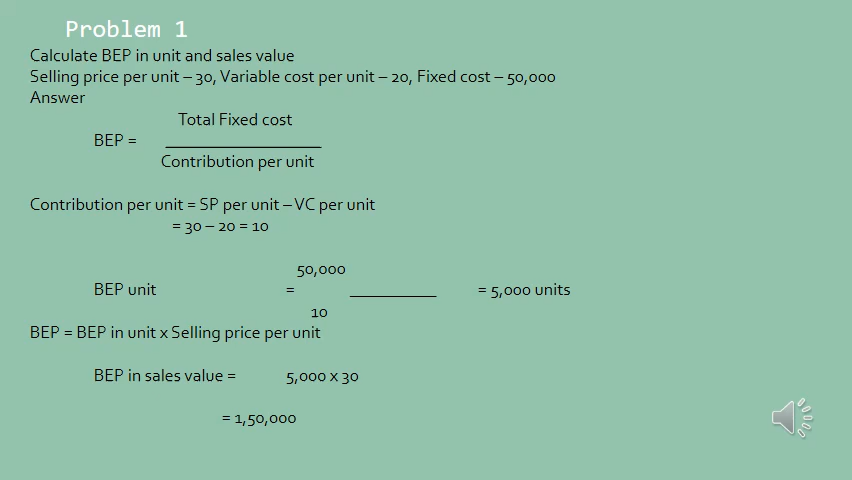 Problem 1
Calculate BEP in unit and sales value
Selling price per unit – 30, Variable cost per unit – 20, Fixed cost – 50,000
Answer
Total Fixed cost
BEP = ________________
Contribution per unit
Contribution per unit = SP per unit – VC per unit
= 30 – 20 = 10
50,000
BEP unit = _________ = 5,000 units
10
BEP = BEP in unit x Selling price per unit
BEP in sales value = 5,000 x 30
= 1,50,000